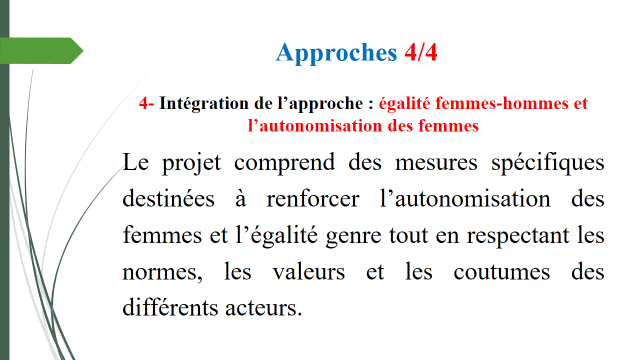 Approches 4/4
4- Intégration de l’approche : égalité femmes-hommes et
l’autonomisation des femmes
Le projet comprend des mesures spécifiques
destinées à renforcer l’autonomisation des
femmes et l’égalité genre tout en respectant les
normes, les valeurs et les coutumes des
différents acteurs.